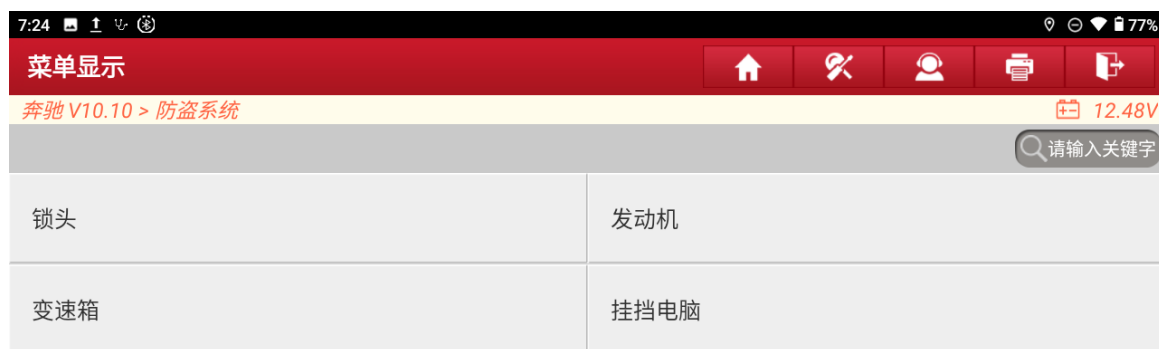 7:24
77%
菜单显示
奔驰 V10.10 > 防盗系统
12.48V
请输入关键字
锁头
发动机
变速箱
挂挡电脑